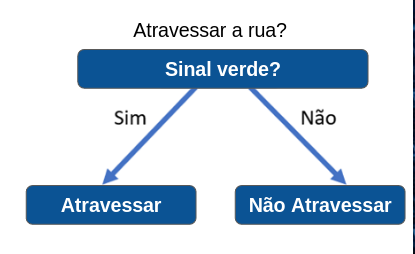 Atravessar a rua?
Sinal verde?
Sim
Não
Atravessar
Não Atravessar